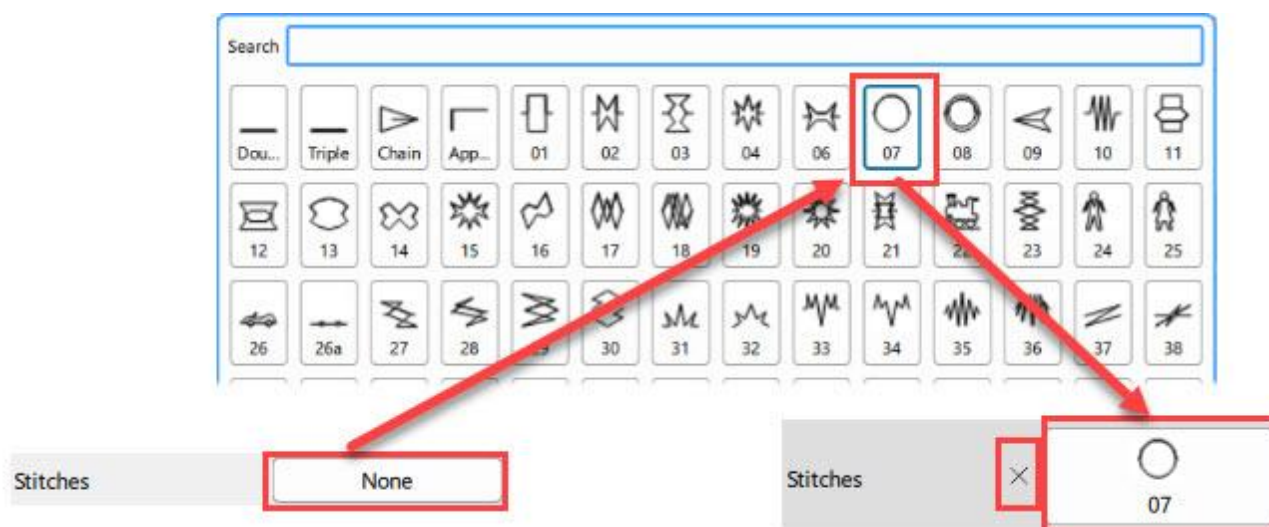 Search
Dou... Triple Chain App... 01 02 03 04 06 07 08 09 10 11
12 13 14 15 16 17 18 19 20 21 22 23 24 25
26 26a 27 28 29 30 31 32 33 34 35 36 37 38
Stitches None
Stitches 07